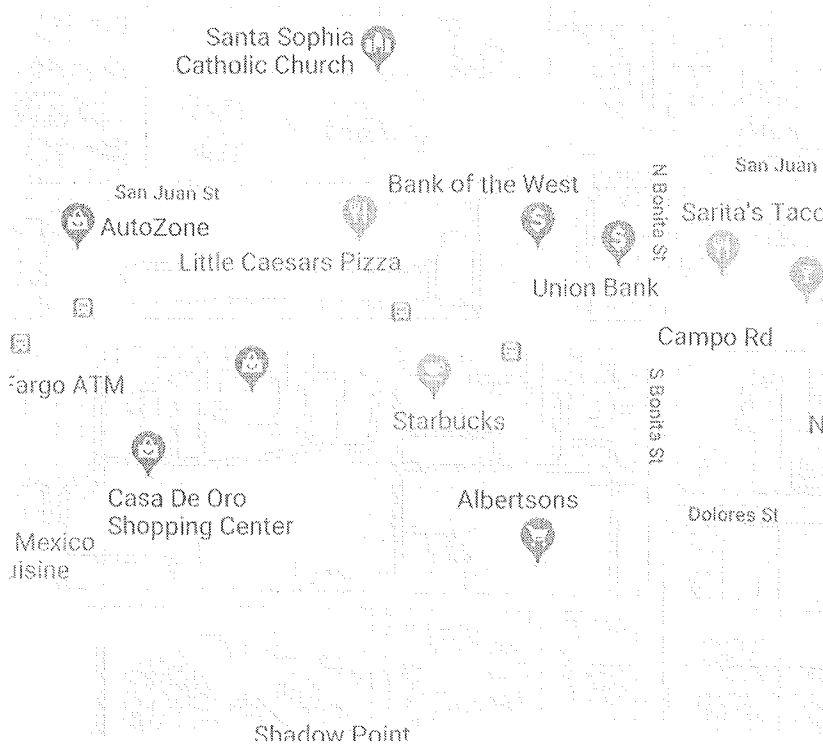 Santa Sophia
Catholic Church
San Juan
Bank of the West
San Juan St
N Bonita St
Sarita's Taco
AutoZone
Little Caesars Pizza
Union Bank
Campo Rd
Fargo ATM
S Bonita St
Starbucks
N
Casa De Oro
Shopping Center
Albertsons
Dolores St
Mexico
uisine
Shadow Point